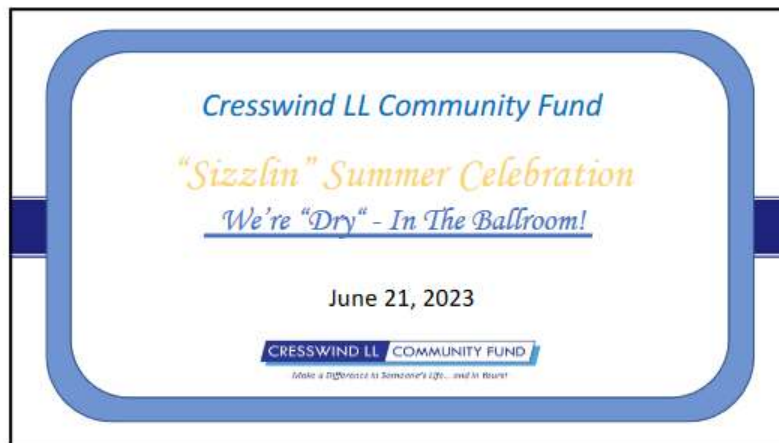 Cresswind LL Community Fund
“Sizzlin” Summer Celebration
We’re “Dry“ - In The Ballroom!
June 21, 2023
CRESSWIND LL COMMUNITY FUND
Make a Difference in Someone's Life... and in Yours!